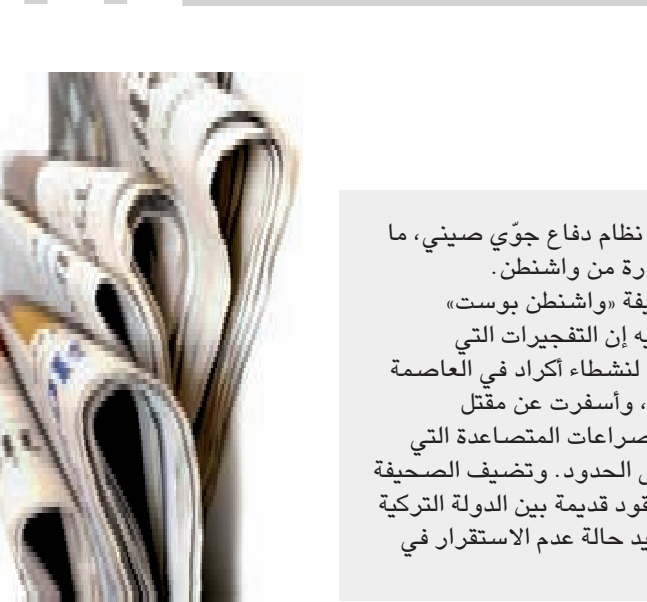 نظام دفاع جوّي صيني، ما
من واشنطن.
«واشنطن بوست»
إن التفجيرات التي
لنشطاء أكراد في العاصمة
، وأسفرت عن مقتل
المتصاعدة التي
الحدود. وتضيف الصحيفة
قديمة بين الدولة التركية
حالة عدم الاستقرار في